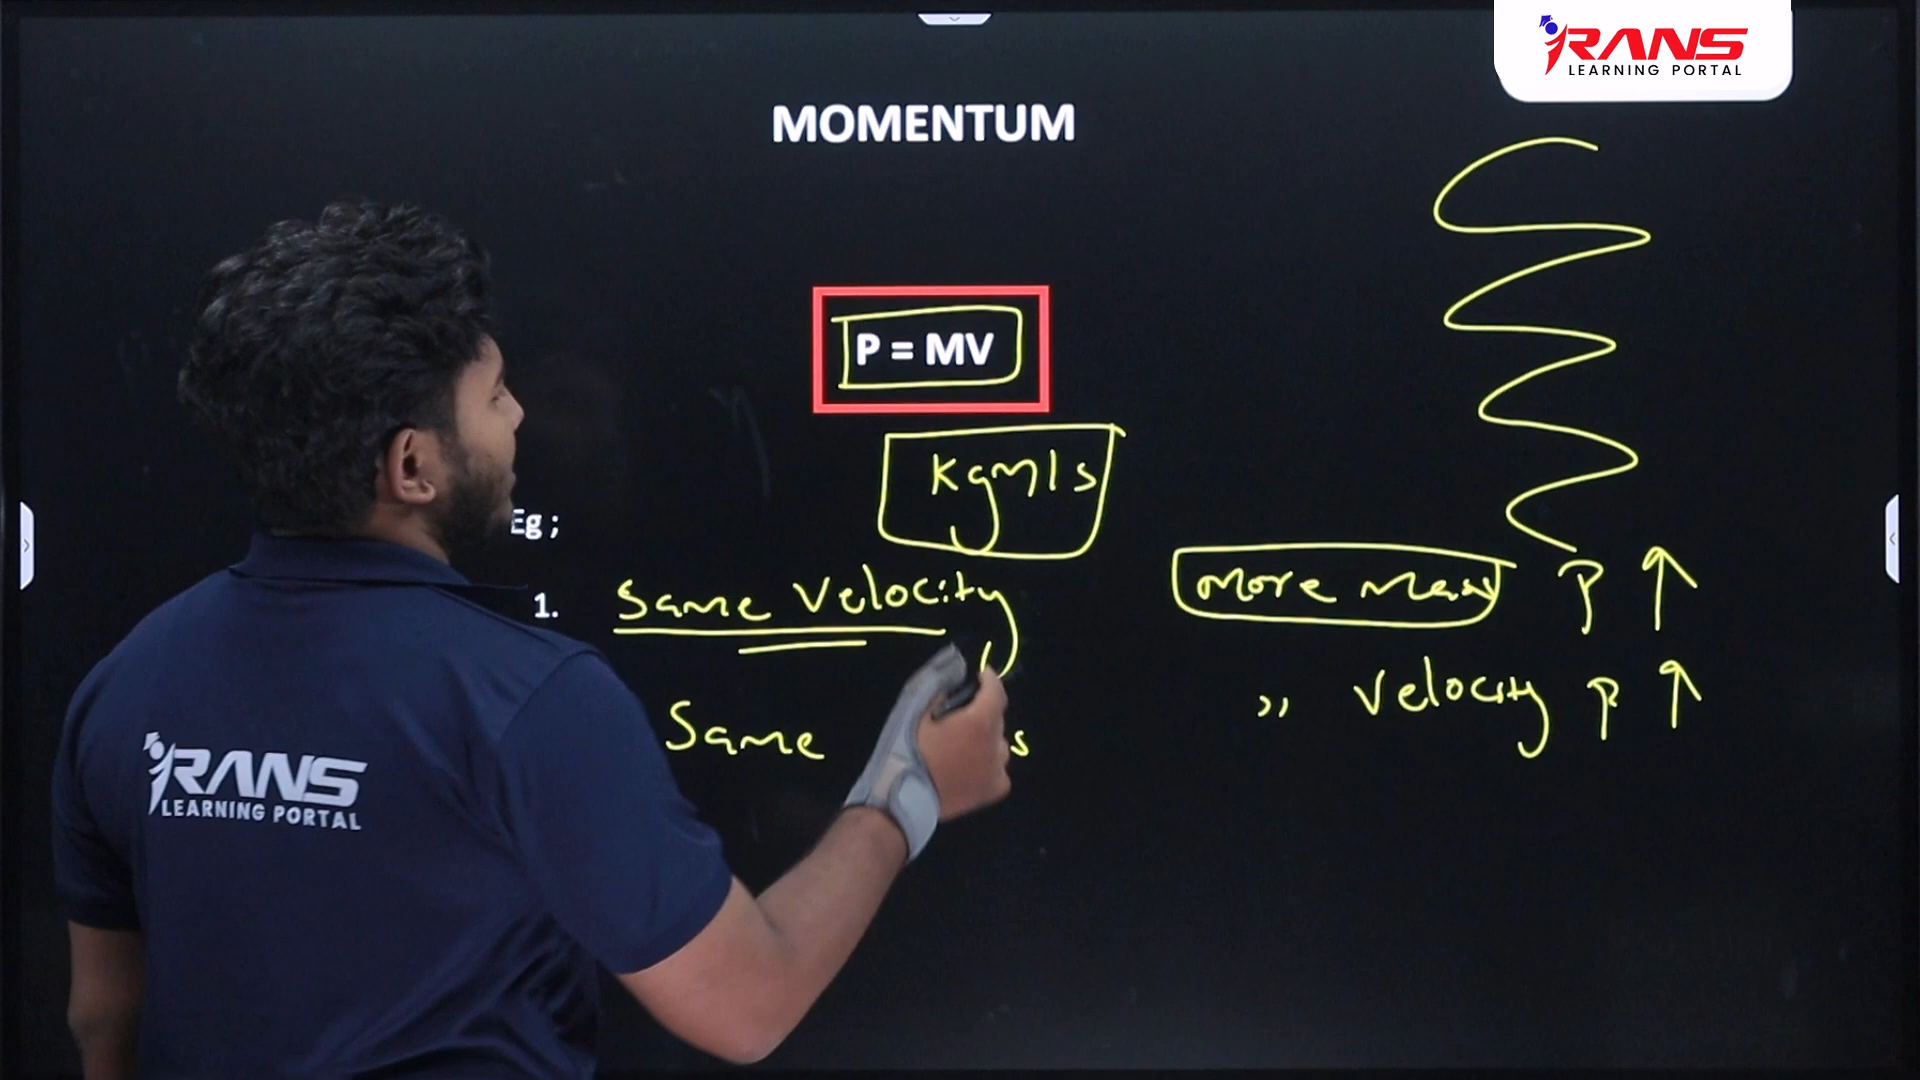 RANS
LEARNING PORTAL
MOMENTUM
P = MV
Kgm/s
Eg ;
1. Same Velocity
More Mass P ↑
Same s
” Velocity P ↑
RANS
LEARNING PORTAL